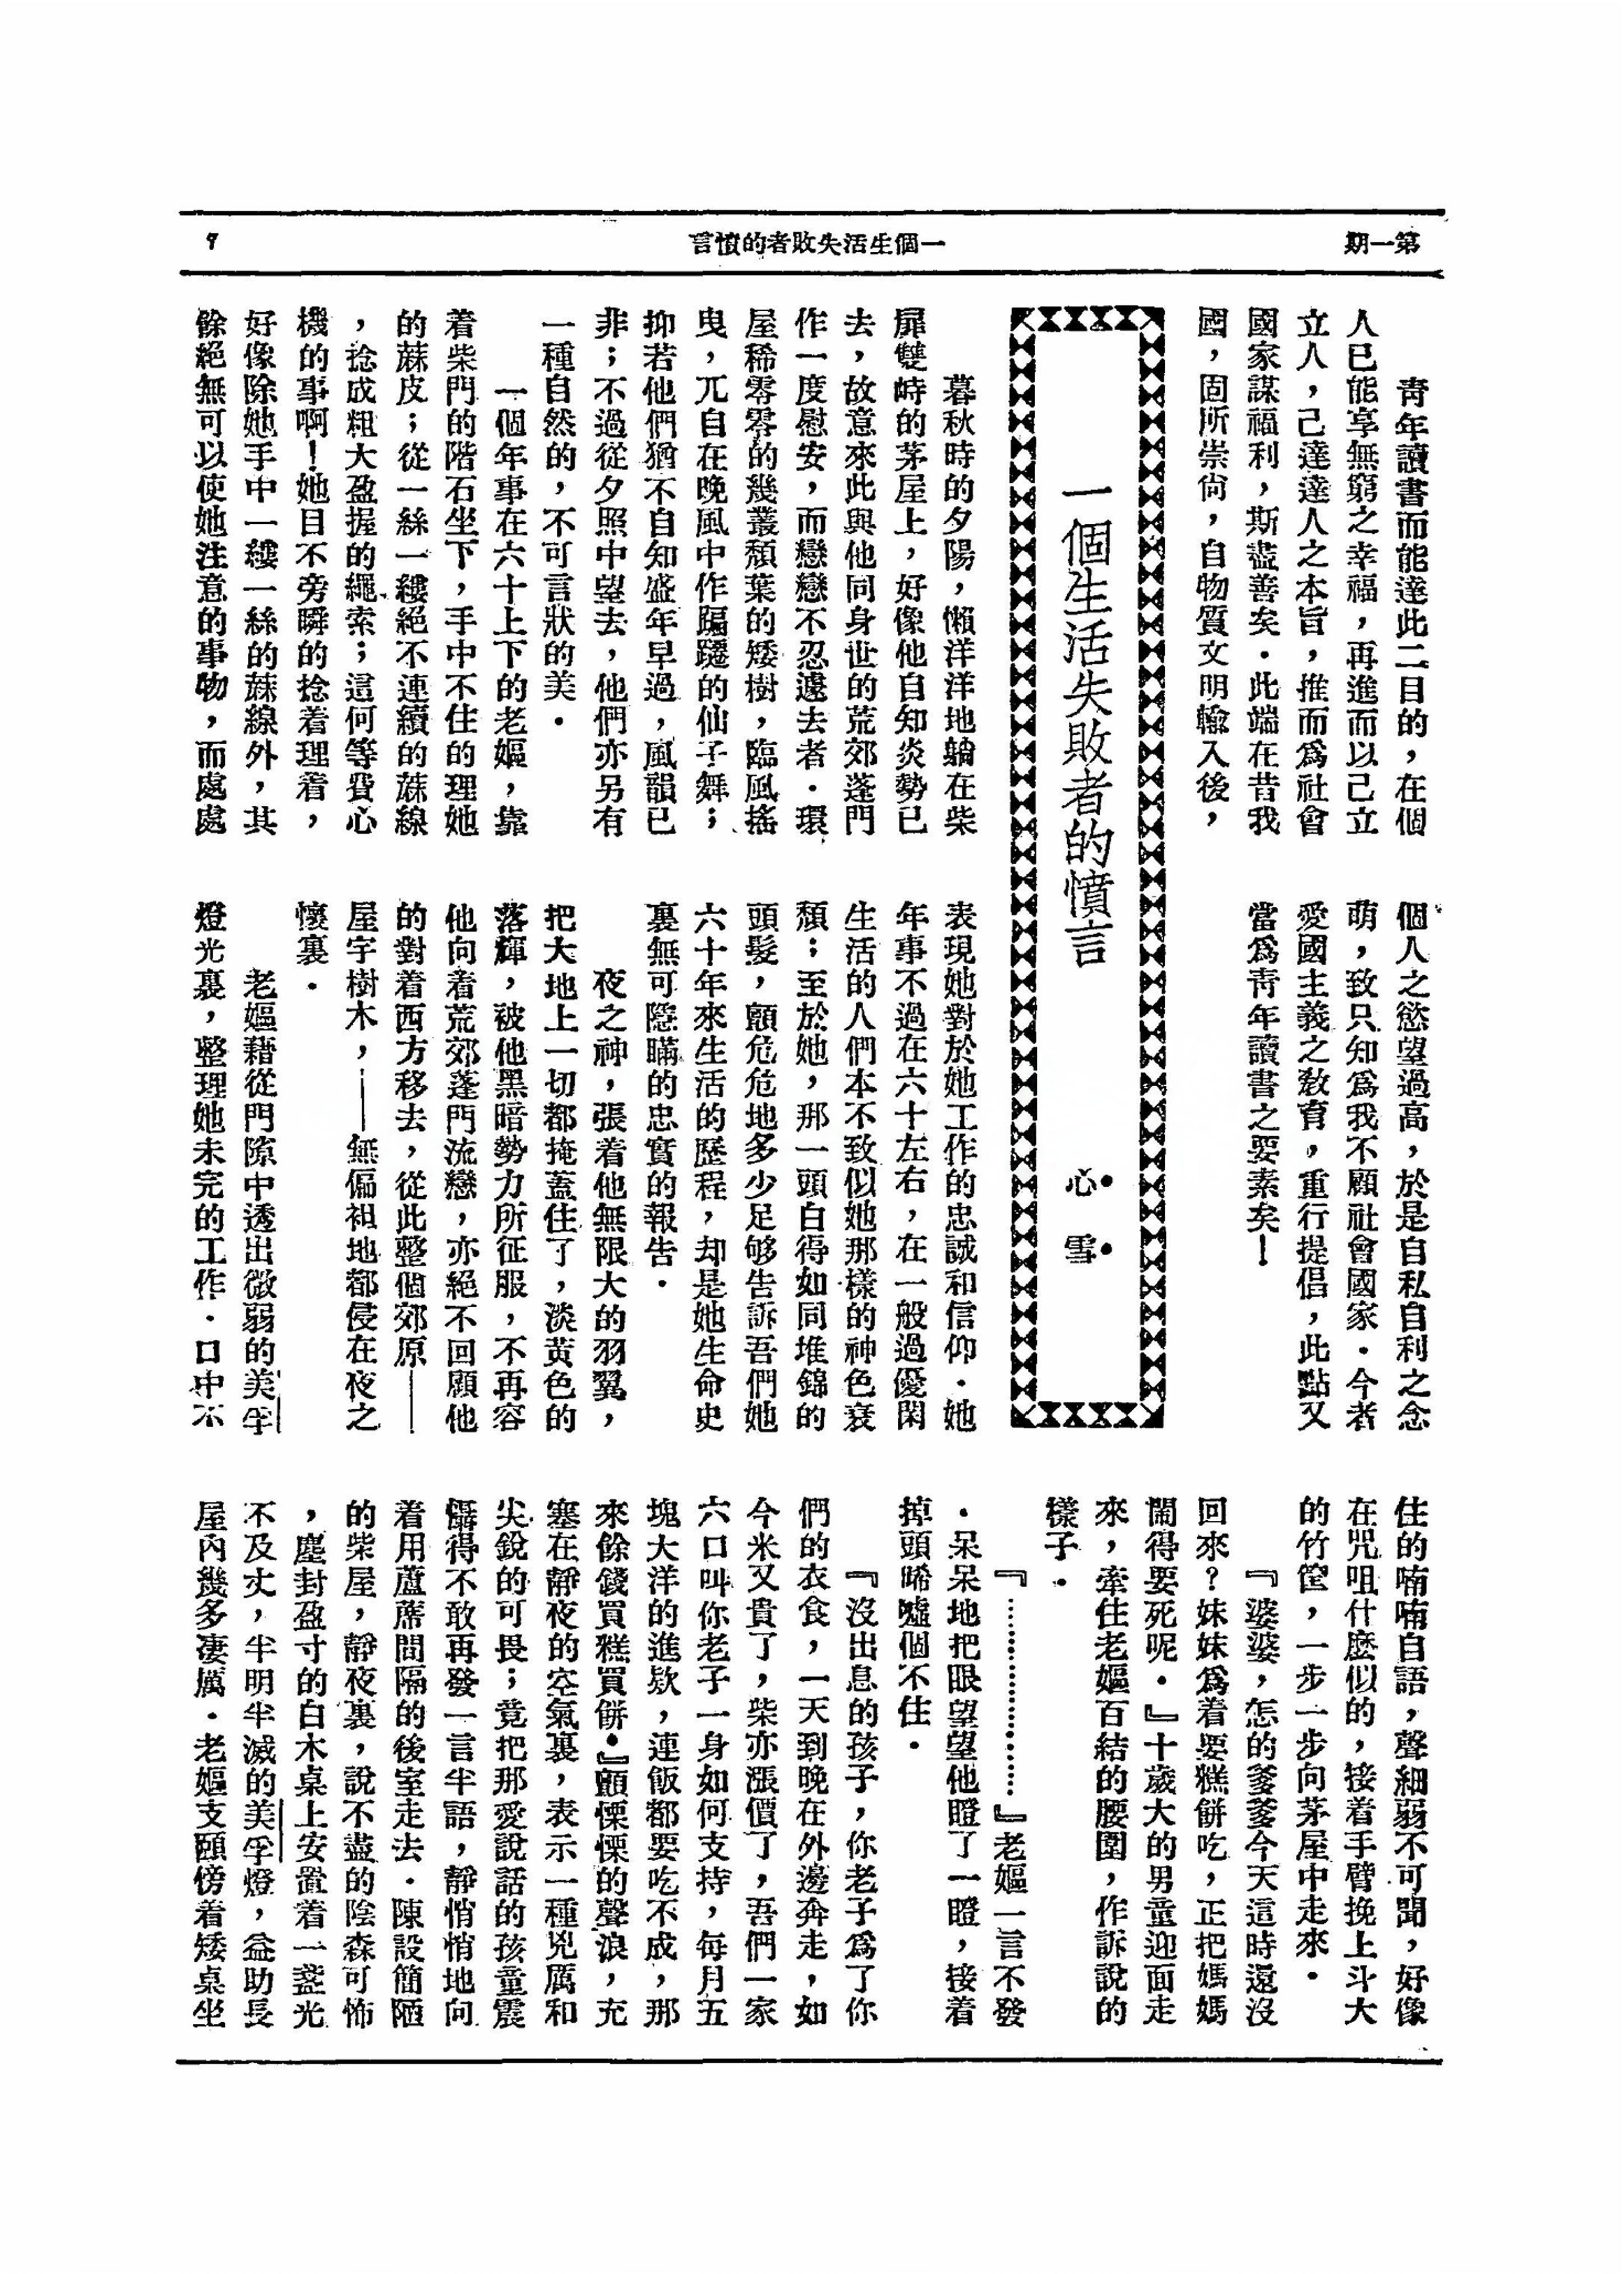 第一期
一個生活失敗者的憤言
7
青年讀書而能達此二目的，在個
人已能享無窮之幸福，再進而以己立
立人，己達達人之本旨，推而爲社會
國家謀福利，斯盡善矣．此端在昔我
國，固所崇尙，自物質文明輸入後，
個人之慾望過高，於是自私自利之念
萌，致只知爲我不顧社會國家．今者
愛國主義之敎育，重行提倡，此點又
當爲靑年讀書之要素矣！
一個生活失敗者的憤言
心雪
暮秋時的夕陽，懶洋洋地躺在柴
扉雙峙的茅屋上，好像他自知炎勢已
去，故意來此與他同身世的荒郊蓬門
作一度慰安，而戀戀不忍遽去者．環
屋稀零零的幾叢頹葉的矮樹，臨風搖
曳，兀自在晚風中作蹁躚的仙子舞；
抑若他們猶不自知盛年早過，風韻已
非；不過從夕照中望去，他們亦另有
一種自然的，不可言狀的美．
一個年事在六十上下的老嫗，靠
着柴門的階石坐下，手中不住的理她
的蔴皮；從一絲一縷絕不連續的蔴線
，捻成粗大盈握的繩索；這何等費心
機的事啊！她目不旁瞬的捻着理着，
好像除她手中一縷一絲的蔴線外，其
餘絕無可以使她注意的事物，而處處
表現她對於她工作的忠誠和信仰．她
年事不過在六十左右，在一般過優閑
生活的人們本不致似她那樣的神色衰
頹；至於她，那一頭白得如同堆錦的
頭髮，顫危危地多少足够告訴吾們她
六十年來生活的歷程，却是她生命史
裏無可隱瞞的忠實的報告．
夜之神，張着他無限大的羽翼，
把大地上一切都掩蓋住了，淡黃色的
落輝，被他黑暗勢力所征服，不再容
他向着荒郊蓬門流戀，亦絕不回顧他
的對着西方移去，從此整個郊原——
屋宇樹木，——無偏袒地都侵在夜之
懷裏．
老嫗藉從門隙中透出微弱的美孚
燈光裏，整理她未完的工作．口中不
住的喃喃自語，聲細弱不可聞，好像
在咒咀什麼似的，接着手臂挽上斗大
的竹筐，一步一步向茅屋中走來．
『婆婆，怎的爹爹今天這時還沒
回來？妹妹爲着要糕餅吃，正把媽媽
鬧得要死呢．』十歲大的男童迎面走
來，牽住老嫗百結的腰圍，作訴說的
樣子．
『………………』老嫗一言不發
．呆呆地把眼望望他瞪了一瞪，接着
掉頭唏噓個不住．
『沒出息的孩子，你老子爲了你
們的衣食，一天到晚在外邊奔走，如
今米又貴了，柴亦漲價了，吾們一家
六口叫你老子一身如何支持，每月五
塊大洋的進欵，連飯都要吃不成，那
來餘錢買糕買餅．』顫慄慄的聲浪，充
塞在靜夜的空氣裏，表示一種兇厲和
尖銳的可畏；竟把那愛說話的孩童震
懾得不敢再發一言半語，靜悄悄地向
着用蘆蓆間隔的後室走去．陳設簡陋
的柴屋，靜夜裏，說不盡的陰森可怖
，塵封盈寸的白木桌上安置着一盞光
不及丈，半明半滅的美孚燈，益助長
屋內幾多凄厲．老嫗支頤傍着矮桌坐